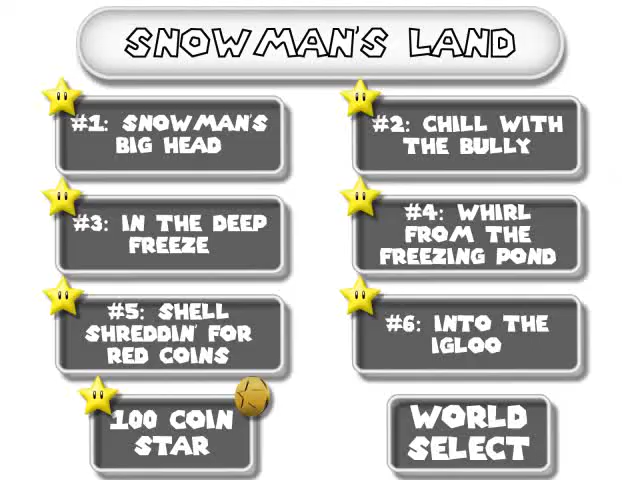 SNOWMAN'S LAND
#1: SNOWMAN'S
BIG HEAD
#2: CHILL WITH
THE BULLY
#3: IN THE DEEP
FREEZE
#4: WHIRL
FROM THE
FREEZING POND
#5: SHELL
SHREDDIN' FOR
RED COINS
#6: INTO THE
IGLOO
100 COIN
STAR
WORLD
SELECT